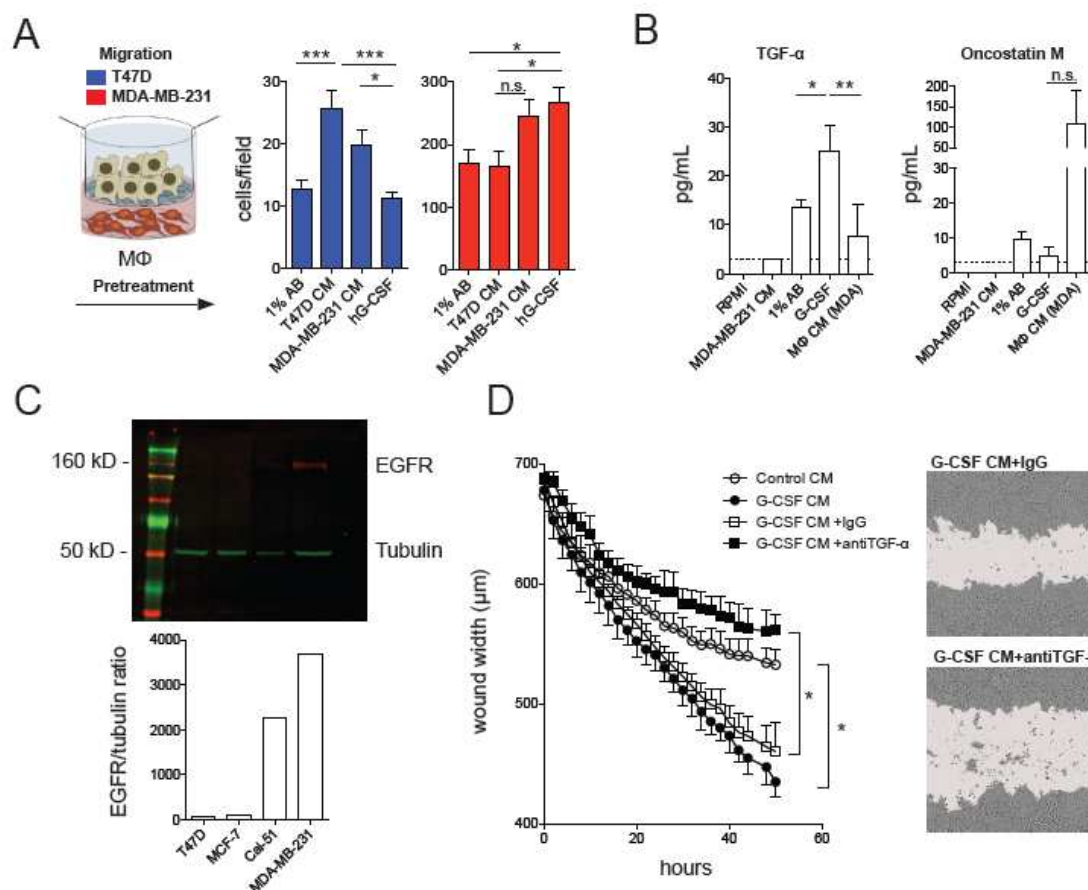 A
Migration
T47D
MDA-MB-231
MΦ
Pretreatment
cells/field
30
20
10
0
***
***
*
1% AB
T47D CM
MDA-MB-231 CM
hG-CSF
300
200
100
0
*
*
n.s.
1% AB
T47D CM
MDA-MB-231 CM
hG-CSF
B
TGF-α
pg/mL
40
30
20
10
0
*
**
RPMI
MDA-MB-231 CM
1% AB
G-CSF
MΦ CM (MDA)
Oncostatin M
pg/mL
200
150
100
50
30
20
10
0
n.s.
RPMI
MDA-MB-231 CM
1% AB
G-CSF
MΦ CM (MDA)
C
160 kD -
EGFR
50 kD -
Tubulin
EGFR/tubulin ratio
4000
3000
2000
1000
0
T47D
MCF-7
Cal-51
MDA-MB-231
D
wound width (µm)
700
600
500
400
0
20
40
60
hours
Control CM
G-CSF CM
G-CSF CM +IgG
G-CSF CM +antiTGF-α
*
*
G-CSF CM+IgG
G-CSF CM+antiTGF-